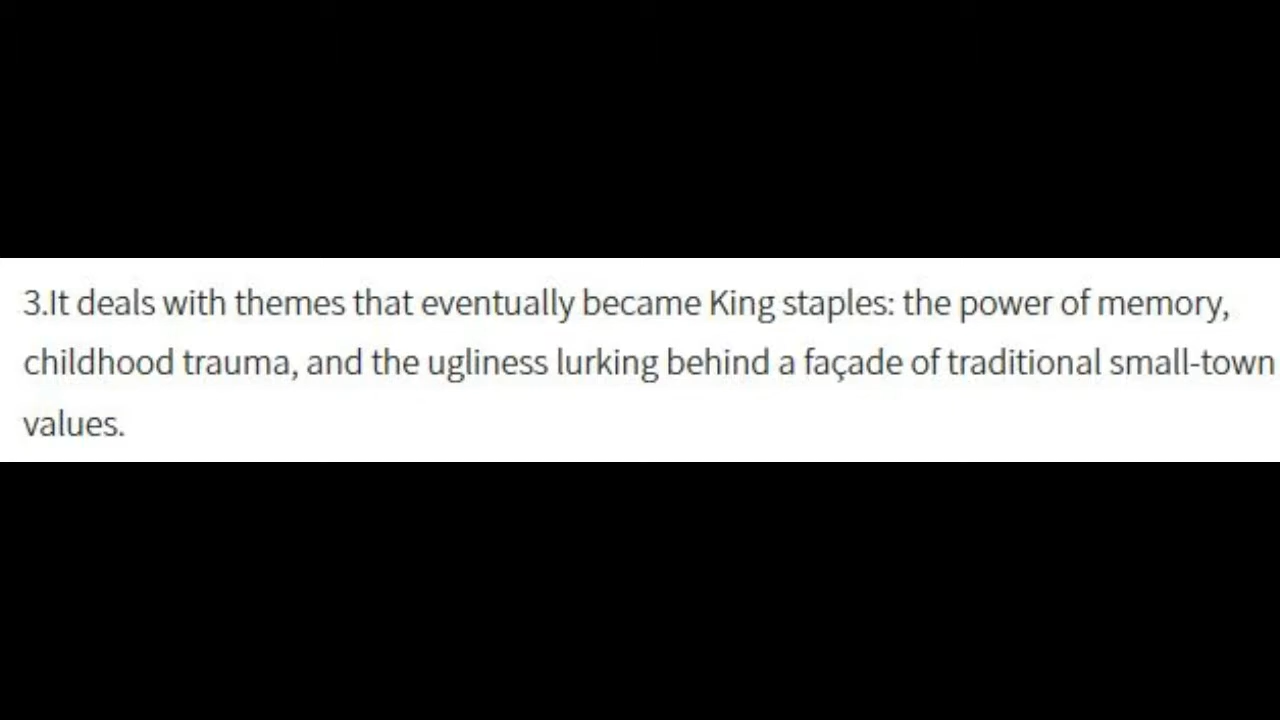 3.It deals with themes that eventually became King staples: the power of memory,
childhood trauma, and the ugliness lurking behind a façade of traditional small-town
values.